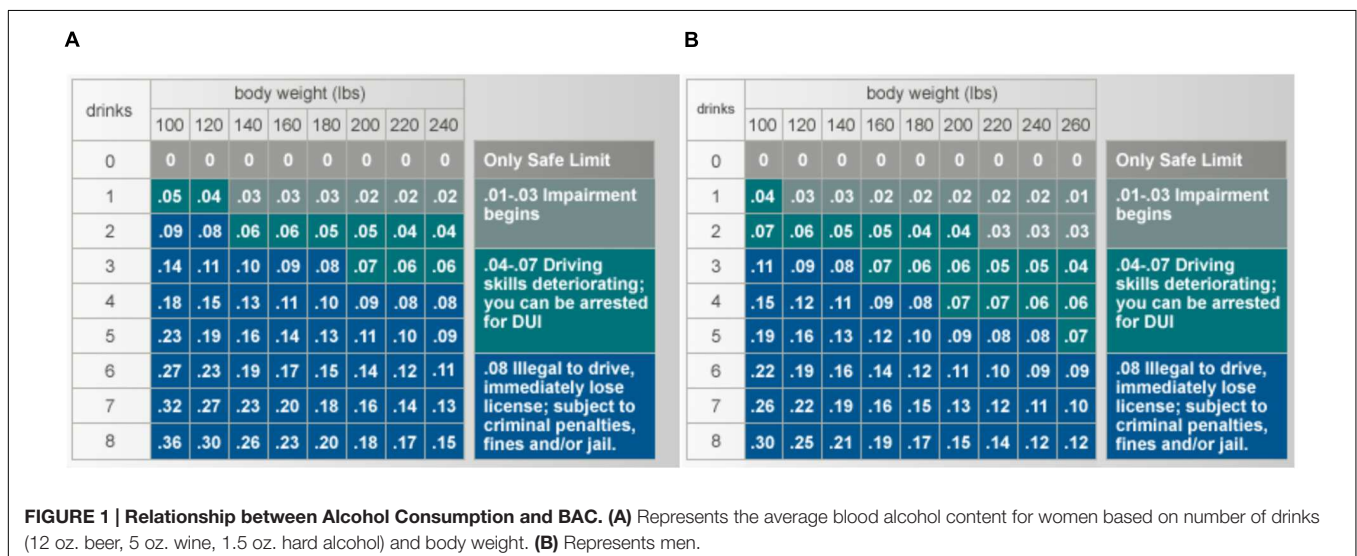 A
B
drinks
body weight (lbs)
100 120 140 160 180 200 220 240
0 0 0 0 0 0 0 0 0
1 .05 .04 .03 .03 .03 .02 .02 .02
2 .09 .08 .06 .06 .05 .05 .04 .04
3 .14 .11 .10 .09 .08 .07 .06 .06
4 .18 .15 .13 .11 .10 .09 .08 .08
5 .23 .19 .16 .14 .13 .11 .10 .09
6 .27 .23 .19 .17 .15 .14 .12 .11
7 .32 .27 .23 .20 .18 .16 .14 .13
8 .36 .30 .26 .23 .20 .18 .17 .15
Only Safe Limit
.01-.03 Impairment
begins
.04-.07 Driving
skills deteriorating;
you can be arrested
for DUI
.08 Illegal to drive,
immediately lose
license; subject to
criminal penalties,
fines and/or jail.
drinks
body weight (lbs)
100 120 140 160 180 200 220 240 260
0 0 0 0 0 0 0 0 0 0
1 .04 .03 .03 .02 .02 .02 .02 .02 .01
2 .07 .06 .05 .05 .04 .04 .03 .03 .03
3 .11 .09 .08 .07 .06 .06 .05 .05 .04
4 .15 .12 .11 .09 .08 .07 .07 .06 .06
5 .19 .16 .13 .12 .10 .09 .08 .08 .07
6 .22 .19 .16 .14 .12 .11 .10 .09 .09
7 .26 .22 .19 .16 .15 .13 .12 .11 .10
8 .30 .25 .21 .19 .17 .15 .14 .12 .12
Only Safe Limit
.01-.03 Impairment
begins
.04-.07 Driving
skills deteriorating;
you can be arrested
for DUI
.08 Illegal to drive,
immediately lose
license; subject to
criminal penalties,
fines and/or jail.
FIGURE 1 | Relationship between Alcohol Consumption and BAC. (A) Represents the average blood alcohol content for women based on number of drinks
(12 oz. beer, 5 oz. wine, 1.5 oz. hard alcohol) and body weight. (B) Represents men.